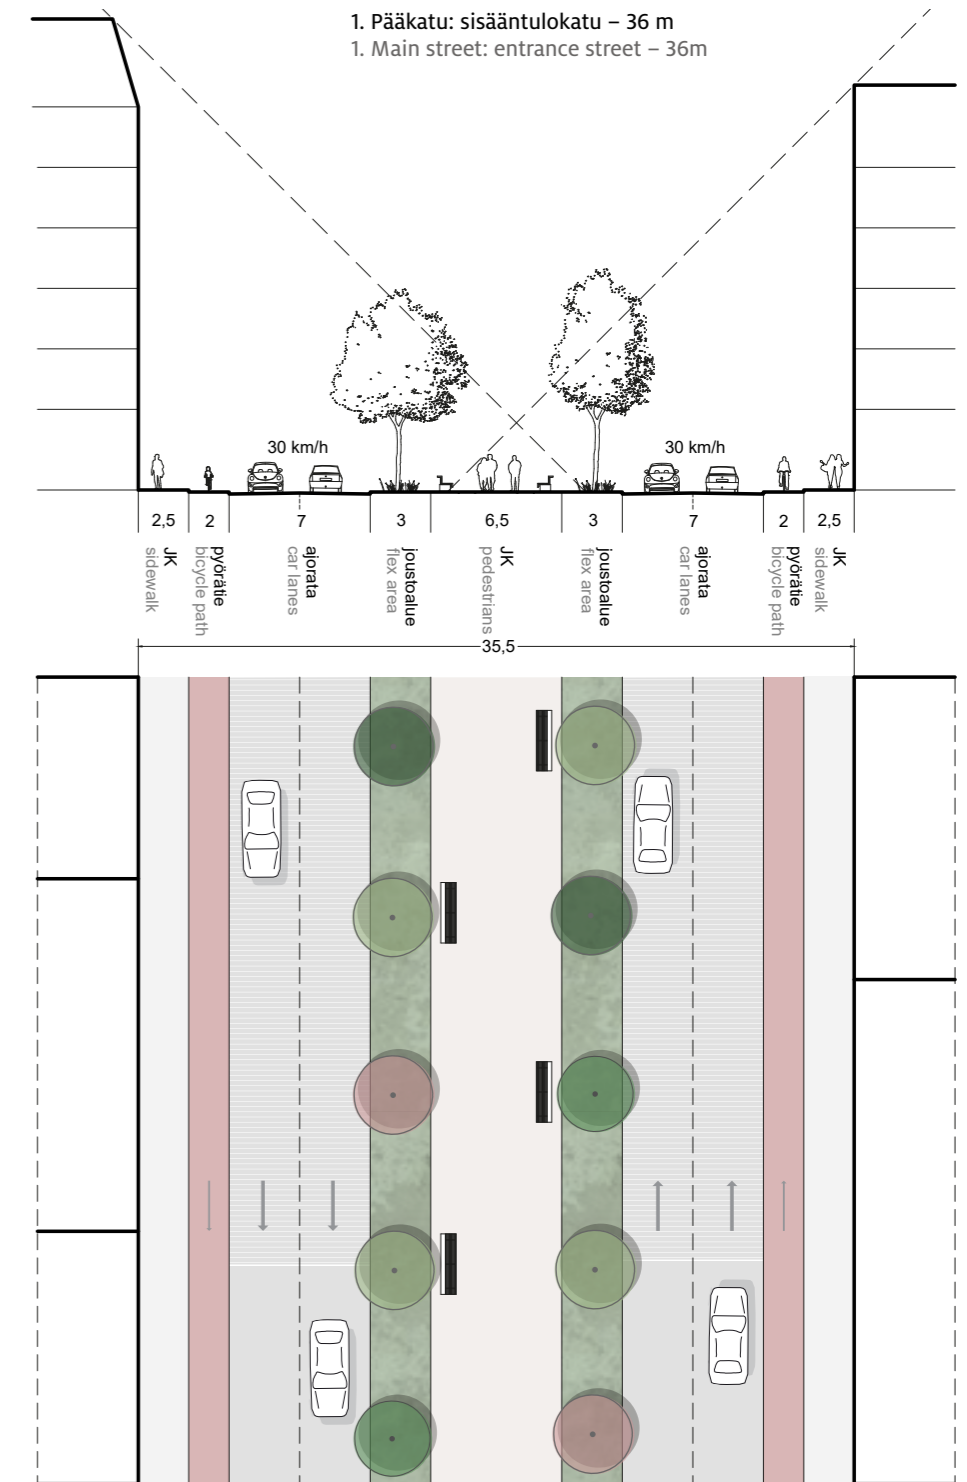 1. Pääkatu: sisääntulokatu – 36 m
1. Main street: entrance street – 36m
30 km/h
30 km/h
2,5
2
7
3
6,5
3
7
2
2,5
JK
sidewalk
pyörätie
bicycle path
ajorata
car lanes
joustoalue
flex area
JK
pedestrians
joustoalue
flex area
ajorata
car lanes
pyörätie
bicycle path
JK
sidewalk
35,5